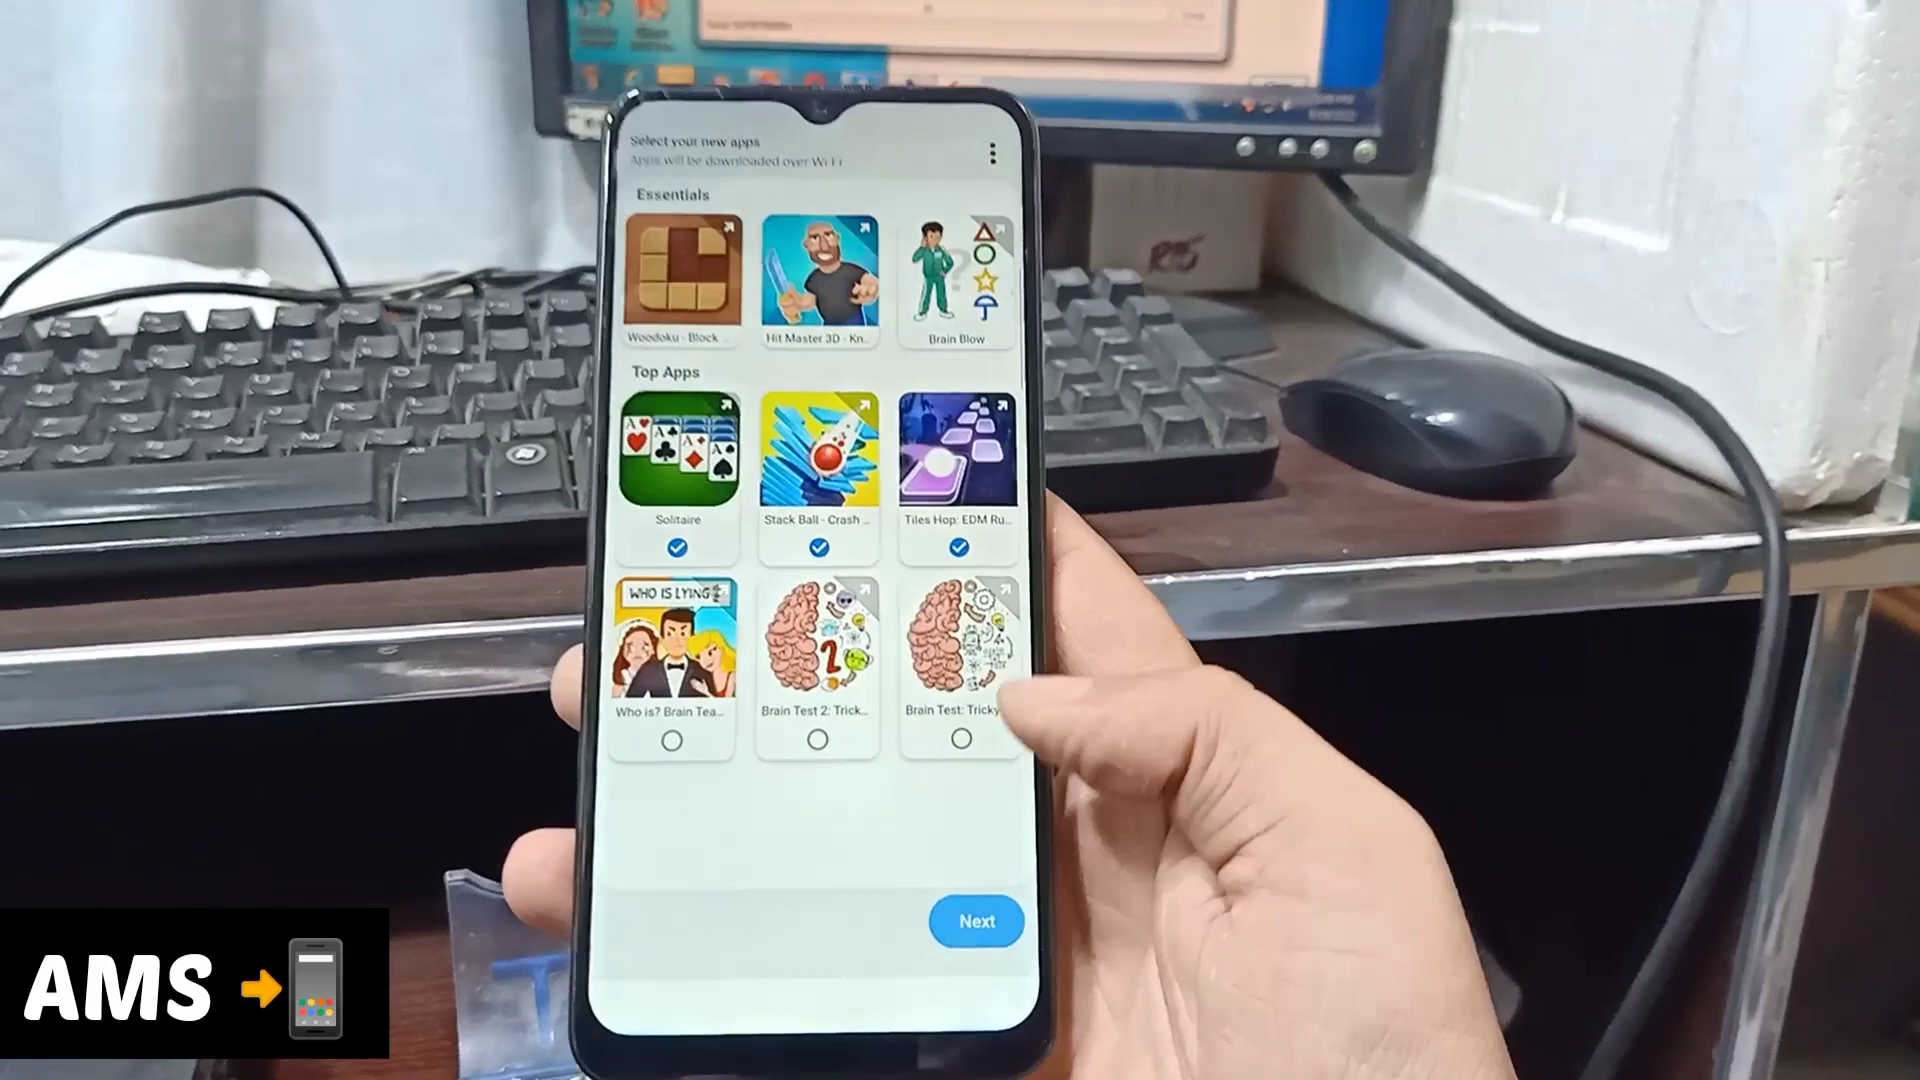 Select your new apps
Apps will be downloaded over Wi Fi
Essentials
Woodoku - Block ...
Hit Master 3D - Kn...
Brain Blow
Top Apps
Solitaire
Stack Ball - Crash ...
Tiles Hop: EDM Ru...
WHO IS LYING?
Who is? Brain Tea...
2
Brain Test 2: Trick...
Brain Test: Tricky
Next
AMS